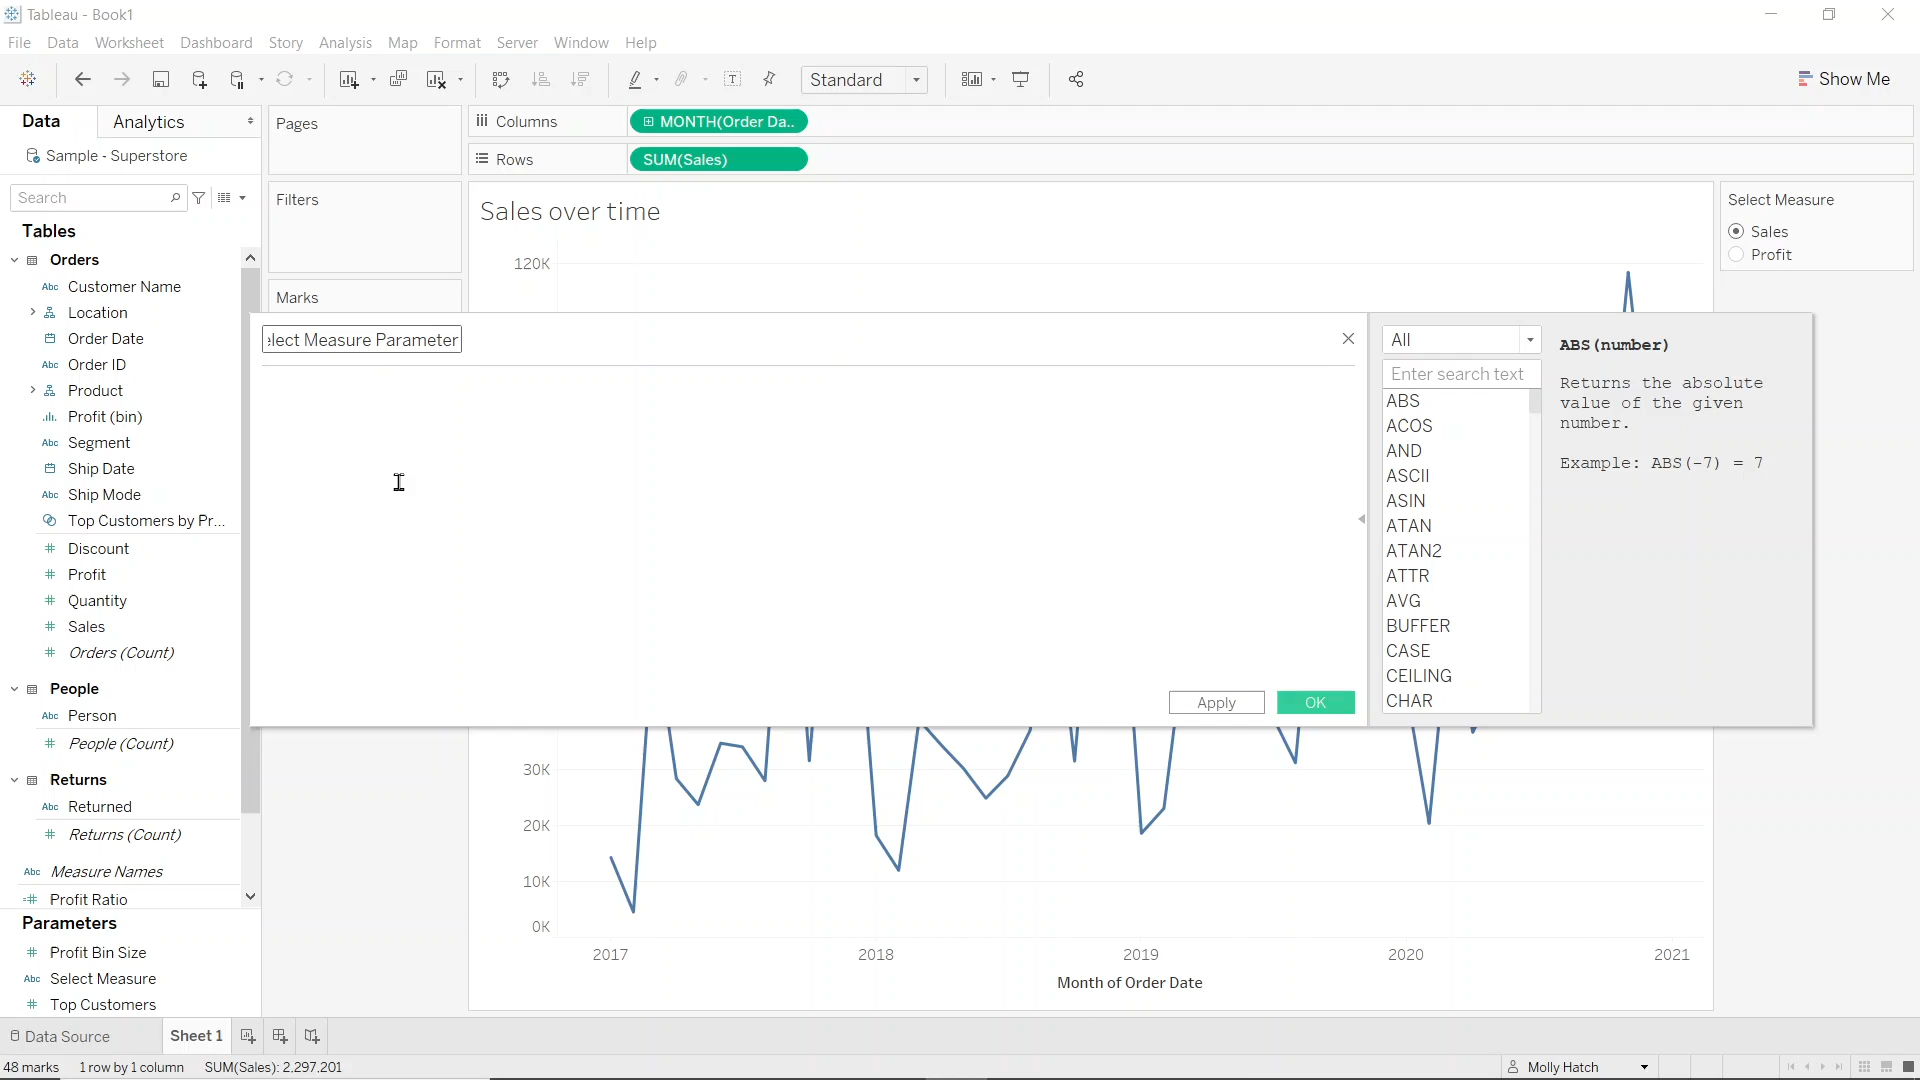 Tableau - Book1
File Data Worksheet Dashboard Story Analysis Map Format Server Window Help
Standard
Show Me
Data
Analytics
Sample - Superstore
Search
Tables
Orders
Abc Customer Name
Location
Order Date
Abc Order ID
Product
Profit (bin)
Abc Segment
Ship Date
Abc Ship Mode
Top Customers by Pr...
# Discount
# Profit
# Quantity
# Sales
# Orders (Count)
People
Abc Person
# People (Count)
Returns
Abc Returned
# Returns (Count)
Abc Measure Names
=# Profit Ratio
Parameters
# Profit Bin Size
Abc Select Measure
# Top Customers
Pages
Filters
Marks
Columns
MONTH(Order Da..
Rows
SUM(Sales)
Sales over time
120K
30K
20K
10K
0K
2017 2018 2019 2020 2021
Month of Order Date
Select Measure
Sales
Profit
lect Measure Parameter
Apply
OK
All
Enter search text
ABS
ACOS
AND
ASCII
ASIN
ATAN
ATAN2
ATTR
AVG
BUFFER
CASE
CEILING
CHAR
ABS(number)
Returns the absolute
value of the given
number.
Example: ABS(-7) = 7
Data Source
Sheet 1
48 marks 1 row by 1 column SUM(Sales): 2,297,201
Molly Hatch